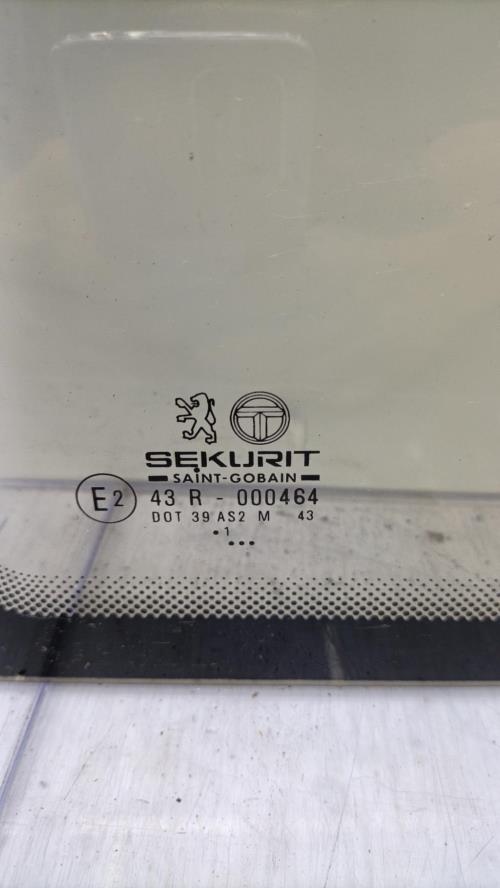 SEKURIT
SAINT-GOBAIN
E2 43 R - 000464
DOT 39 AS2 M 43
.1
...